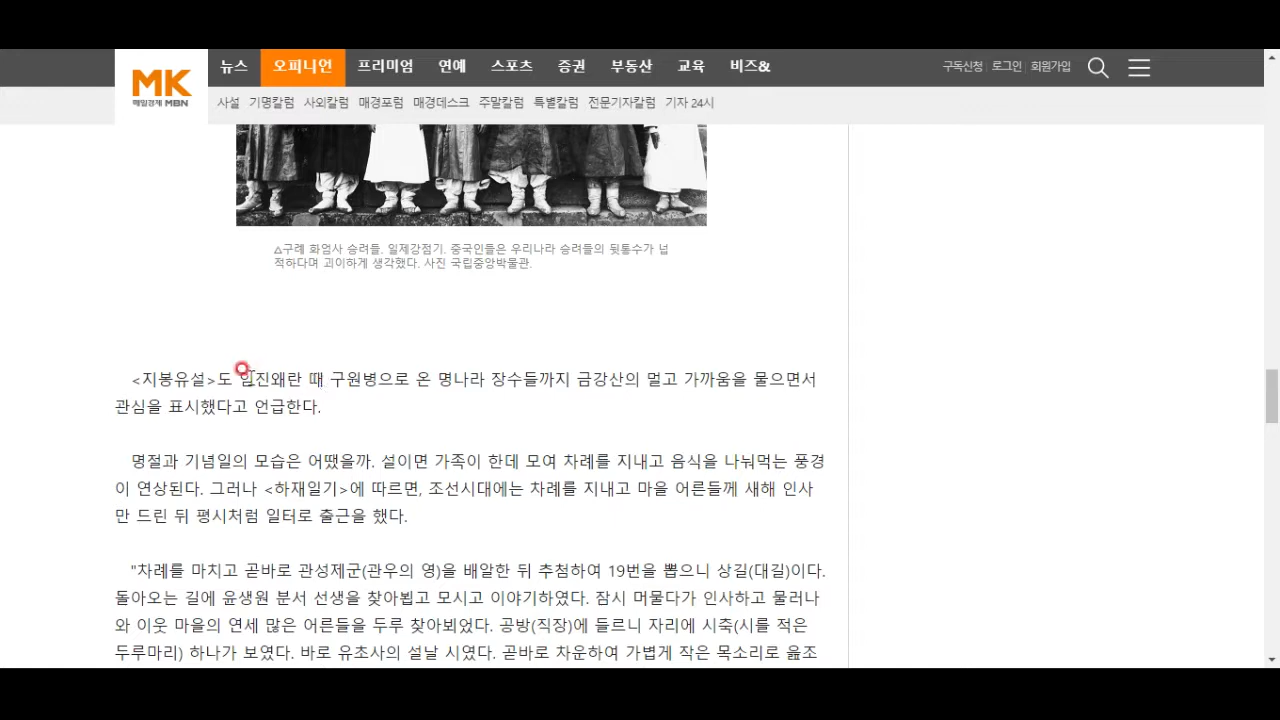 뉴스 오피니언 프리미엄 연예 스포츠 증권 부동산 교육 비즈&
구독신청 로그인 회원가입
MK
매일경제 MBN
사설 기명칼럼 사외칼럼 매경포럼 매경데스크 주말칼럼 특별칼럼 전문기자칼럼 기자 24시
△구례 화엄사 승려들. 일제강점기. 중국인들은 우리나라 승려들의 뒷통수가 넙
적하다며 괴이하게 생각했다. 사진 국립중앙박물관.
<지봉유설>도 임진왜란 때 구원병으로 온 명나라 장수들까지 금강산의 멀고 가까움을 물으면서
관심을 표시했다고 언급한다.
명절과 기념일의 모습은 어땠을까. 설이면 가족이 한데 모여 차례를 지내고 음식을 나눠먹는 풍경
이 연상된다. 그러나 <하재일기>에 따르면, 조선시대에는 차례를 지내고 마을 어른들께 새해 인사
만 드린 뒤 평시처럼 일터로 출근을 했다.
"차례를 마치고 곧바로 관성제군(관우의 영)을 배알한 뒤 추첨하여 19번을 뽑으니 상길(대길)이다.
돌아오는 길에 윤생원 분서 선생을 찾아뵙고 모시고 이야기하였다. 잠시 머물다가 인사하고 물러나
와 이웃 마을의 연세 많은 어른들을 두루 찾아뵈었다. 공방(직장)에 들르니 자리에 시축(시를 적은
두루마리) 하나가 보였다. 바로 유초사의 설날 시였다. 곧바로 차운하여 가볍게 작은 목소리로 읊조